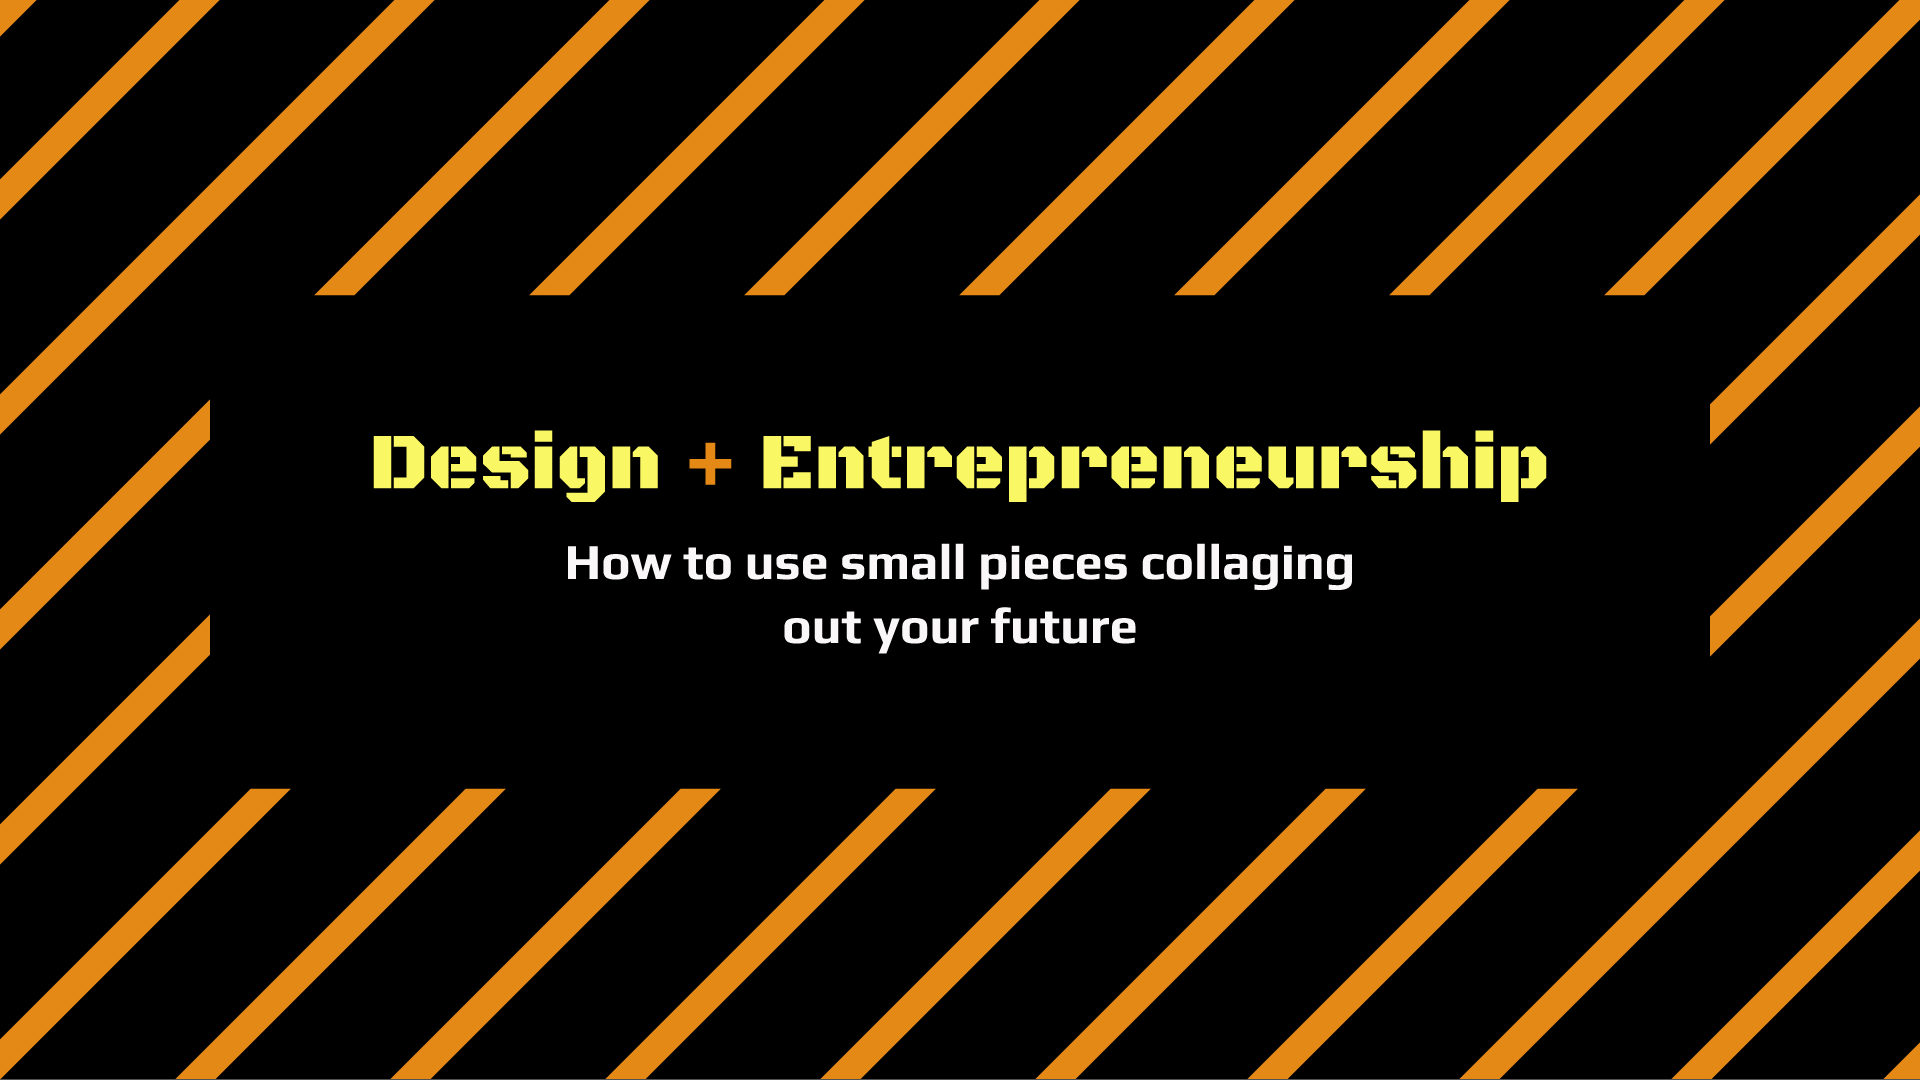 Design + Entrepreneurship
How to use small pieces collaging
out your future